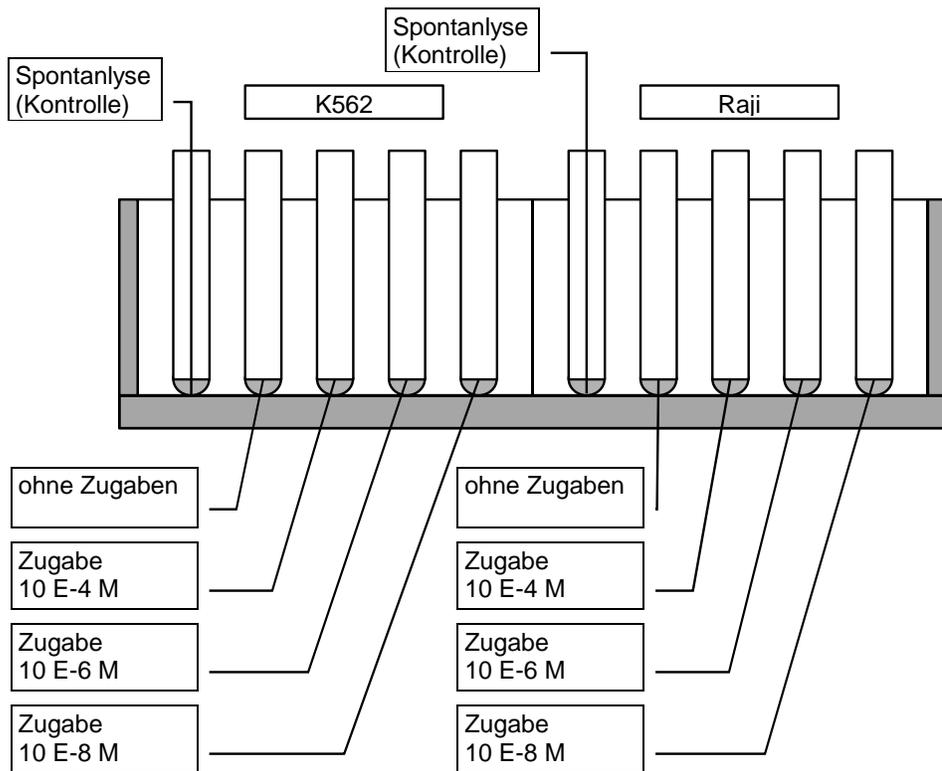 Spontanlyse
(Kontrolle)
Spontanlyse
(Kontrolle)
K562
Raji
ohne Zugaben
Zugabe
10 E-4 M
Zugabe
10 E-6 M
Zugabe
10 E-8 M
ohne Zugaben
Zugabe
10 E-4 M
Zugabe
10 E-6 M
Zugabe
10 E-8 M